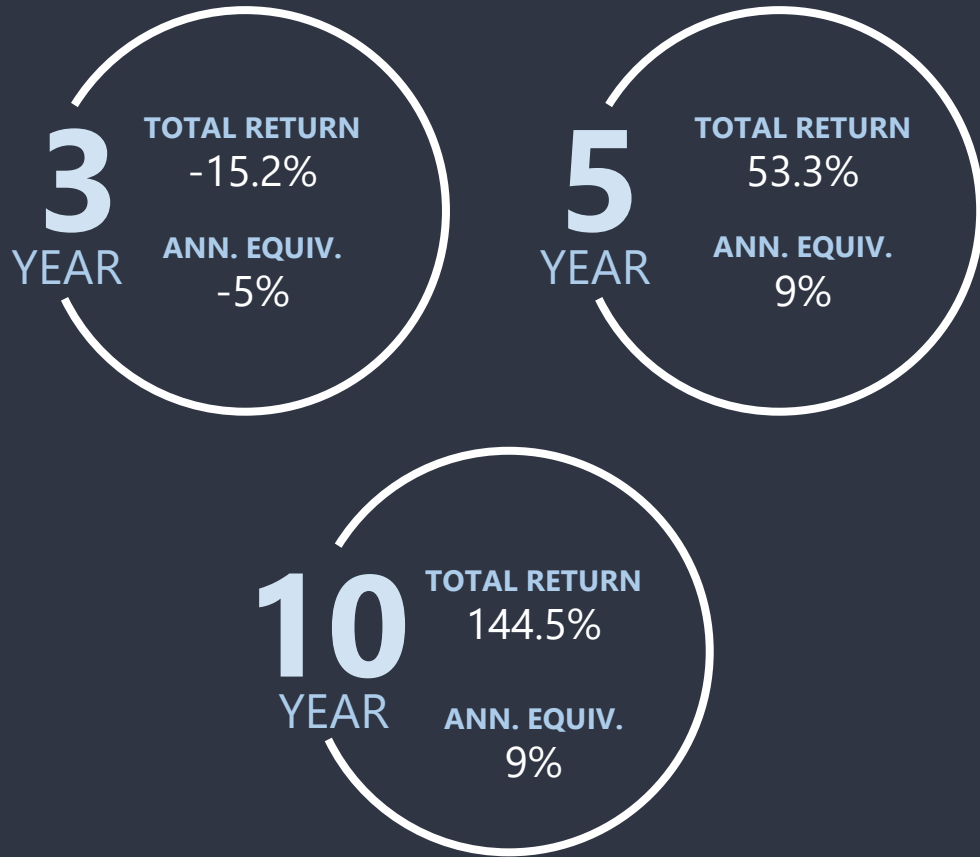 3
YEAR
TOTAL RETURN
-15.2%
ANN. EQUIV.
-5%
5
YEAR
TOTAL RETURN
53.3%
ANN. EQUIV.
9%
10
YEAR
TOTAL RETURN
144.5%
ANN. EQUIV.
9%